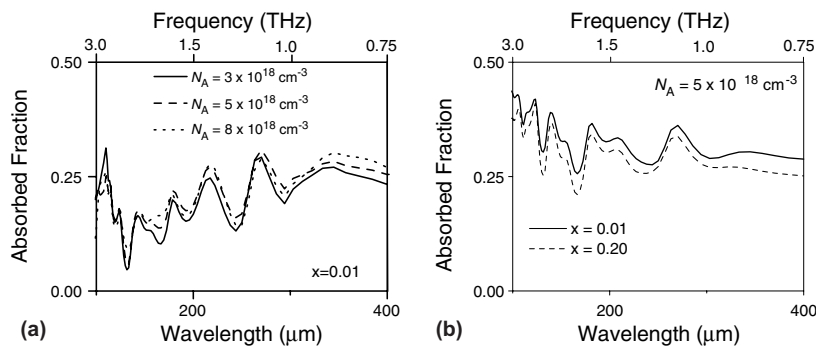 Frequency (THz)
3.0 1.5 1.0 0.75
0.50
0.25
0.00
Absorbed Fraction
N_A = 3 x 10^18 cm^-3
N_A = 5 x 10^18 cm^-3
N_A = 8 x 10^18 cm^-3
x=0.01
200 400
(a)
Wavelength (μm)
Frequency (THz)
3.0 1.5 1.0 0.75
0.50
0.25
0.00
Absorbed Fraction
N_A = 5 x 10 ^18 cm^-3
x = 0.01
x = 0.20
200 400
(b)
Wavelength (μm)